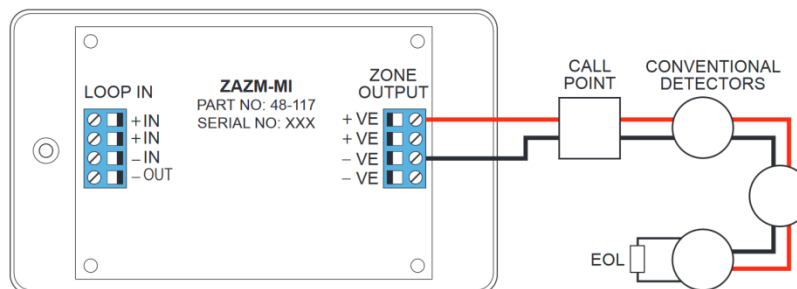 LOOP IN
+IN
+IN
–IN
–OUT
ZAZM-MI
PART NO: 48-117
SERIAL NO: XXX
ZONE
OUTPUT
+ VE
+ VE
– VE
– VE
CALL
POINT
CONVENTIONAL
DETECTORS
EOL